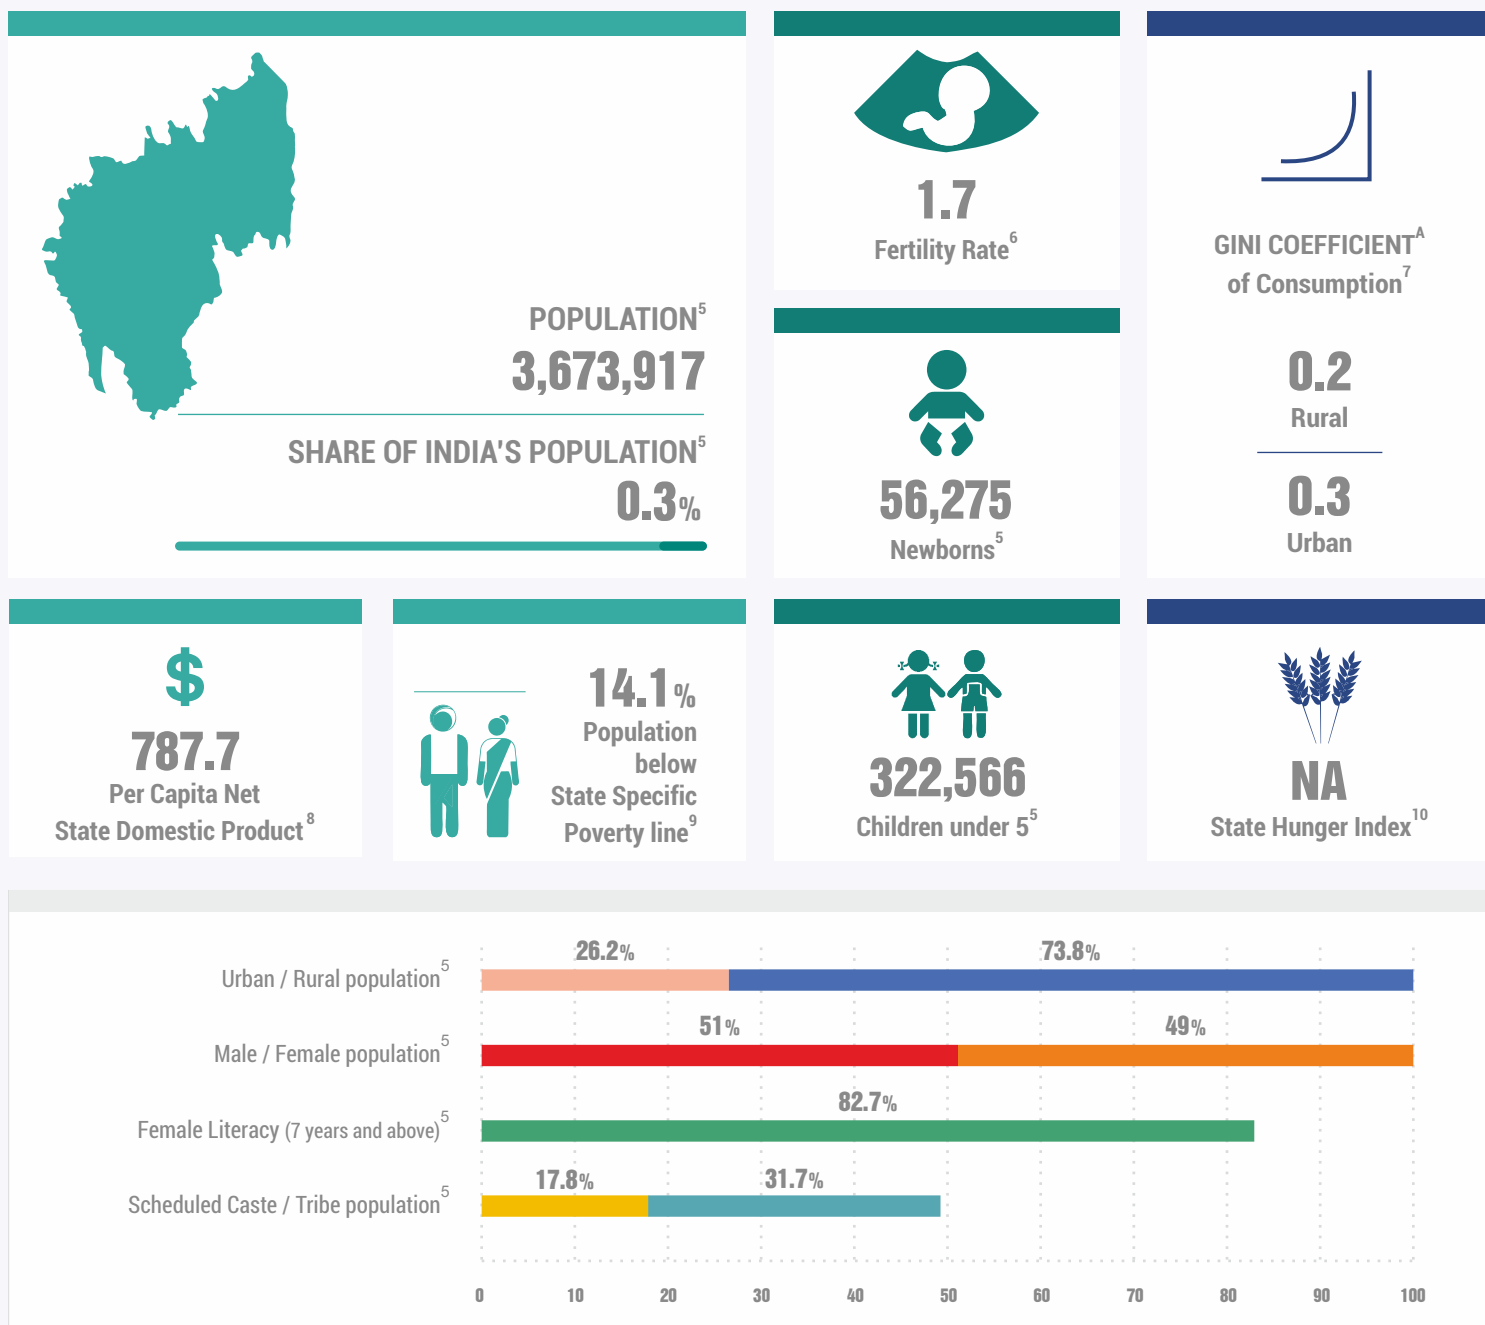 POPULATION5
3,673,917
SHARE OF INDIA'S POPULATION5
0.3%
1.7
Fertility Rate6
56,275
Newborns5
GINI COEFFICIENTA
of Consumption7
0.2
Rural
0.3
Urban
$
787.7
Per Capita Net
State Domestic Product8
14.1%
Population
below
State Specific
Poverty line9
322,566
Children under 55
NA
State Hunger Index10
26.2% 73.8%
Urban / Rural population5
51% 49%
Male / Female population5
82.7%
Female Literacy (7 years and above)5
17.8% 31.7%
Scheduled Caste / Tribe population5
0 10 20 30 40 50 60 70 80 90 100